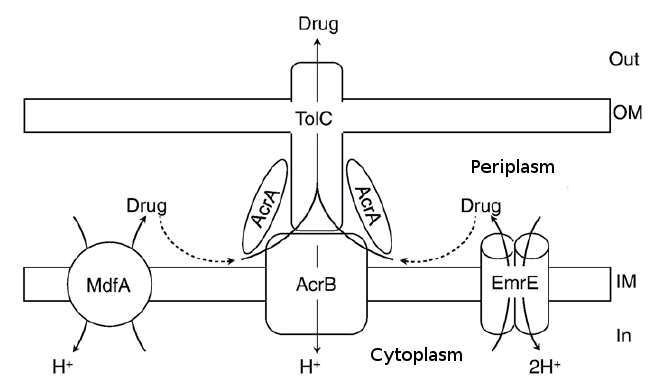 Drug
Out
OM
TolC
Periplasm
AcrA
AcrA
Drug
Drug
MdfA
AcrB
EmrE
IM
In
Cytoplasm
H+
H+
2H+